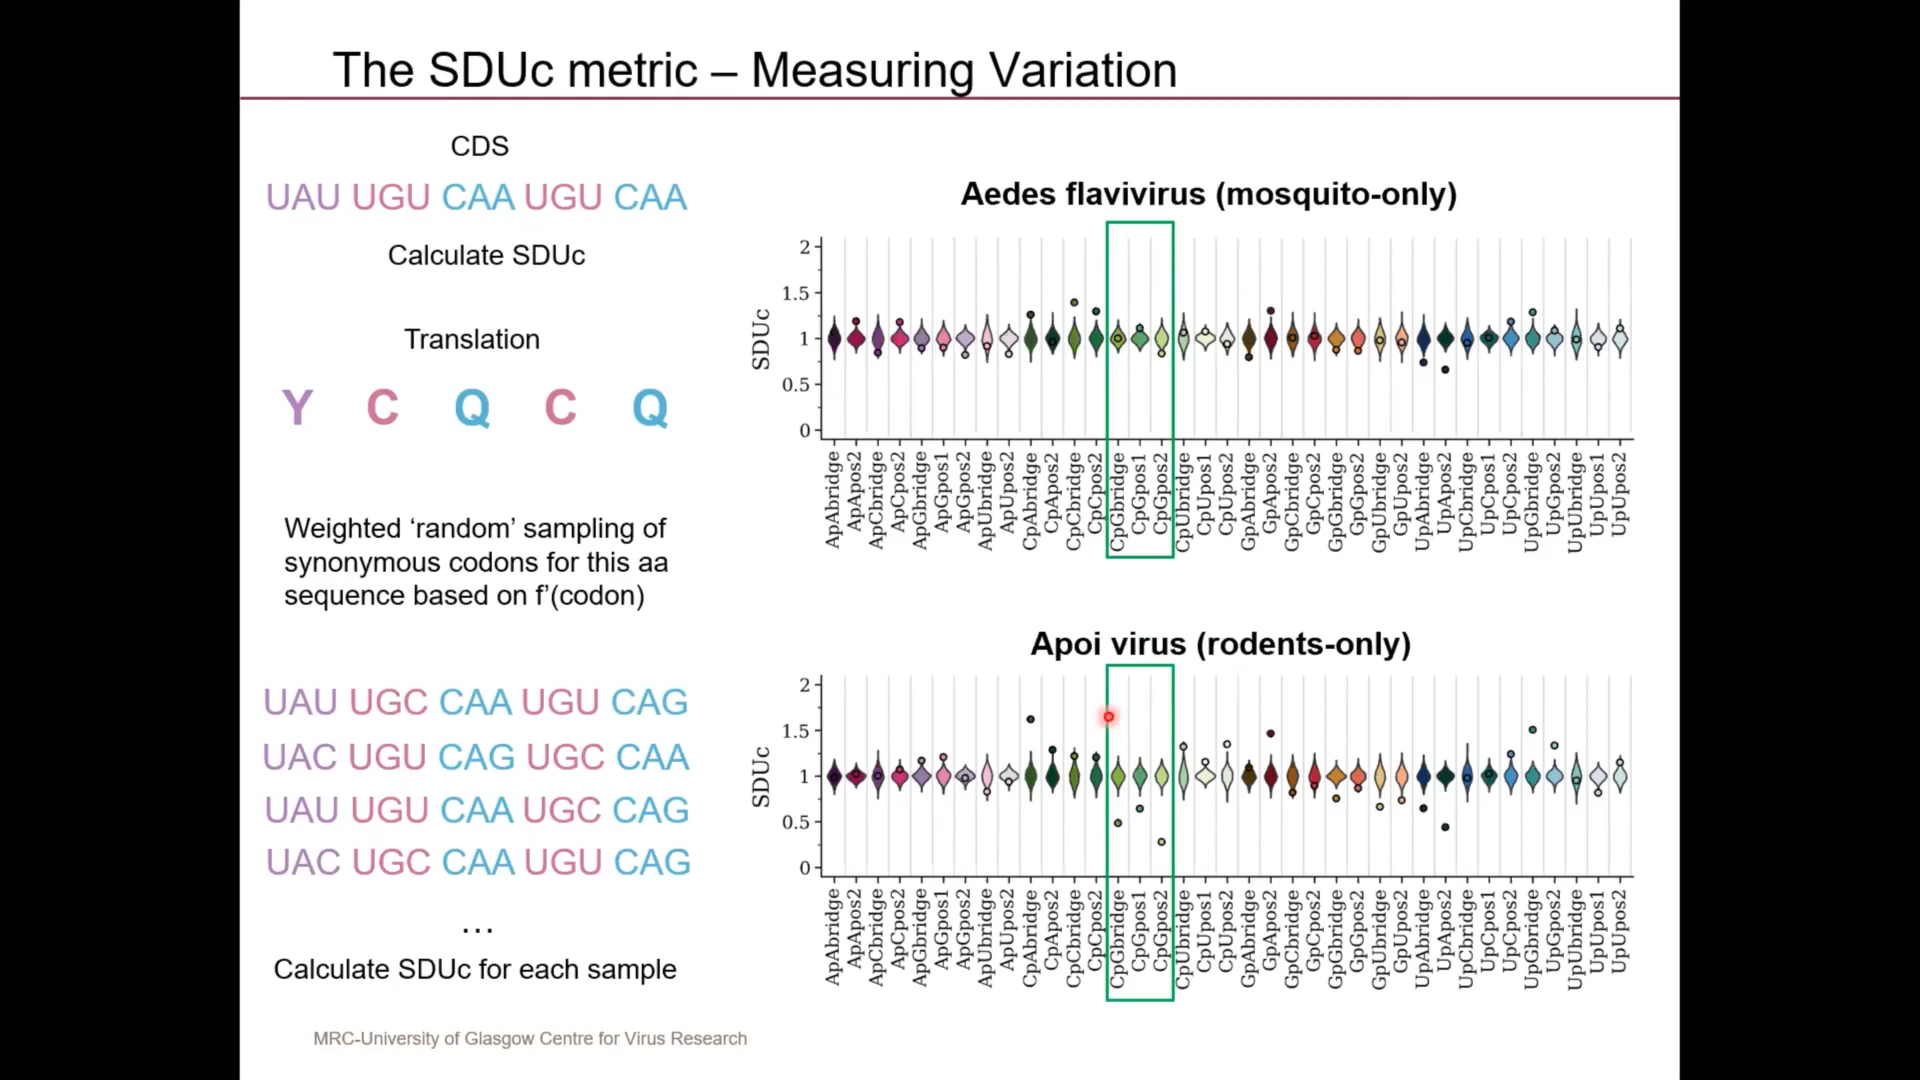 The SDUc metric – Measuring Variation
CDS
UAU UGU CAA UGU CAA
Calculate SDUc
Translation
Y C Q C Q
Weighted ‘random’ sampling of
synonymous codons for this aa
sequence based on f’(codon)
UAU UGC CAA UGU CAG
UAC UGU CAG UGC CAA
UAU UGU CAA UGC CAG
UAC UGC CAA UGU CAG
...
Calculate SDUc for each sample
MRC-University of Glasgow Centre for Virus Research
Aedes flavivirus (mosquito-only)
SDUc
2
1.5
1
0.5
0
ApAbridge
ApApos2
ApCbridge
ApCpos2
ApGbridge
ApGpos1
ApGpos2
ApUbridge
ApUpos2
CpAbridge
CpApos2
CpCbridge
CpCpos2
CpGbridge
CpGpos1
CpGpos2
CpUbridge
CpUpos1
CpUpos2
GpAbridge
GpApos2
GpCbridge
GpCpos2
GpGbridge
GpGpos2
GpUbridge
GpUpos2
UpAbridge
UpApos2
UpCbridge
UpCpos1
UpCpos2
UpGbridge
UpGpos2
UpUbridge
UpUpos1
UpUpos2
Apoi virus (rodents-only)
SDUc
2
1.5
1
0.5
0
ApAbridge
ApApos2
ApCbridge
ApCpos2
ApGbridge
ApGpos1
ApGpos2
ApUbridge
ApUpos2
CpAbridge
CpApos2
CpCbridge
CpCpos2
CpGbridge
CpGpos1
CpGpos2
CpUbridge
CpUpos1
CpUpos2
GpAbridge
GpApos2
GpCbridge
GpCpos2
GpGbridge
GpGpos2
GpUbridge
GpUpos2
UpAbridge
UpApos2
UpCbridge
UpCpos1
UpCpos2
UpGbridge
UpGpos2
UpUbridge
UpUpos1
UpUpos2